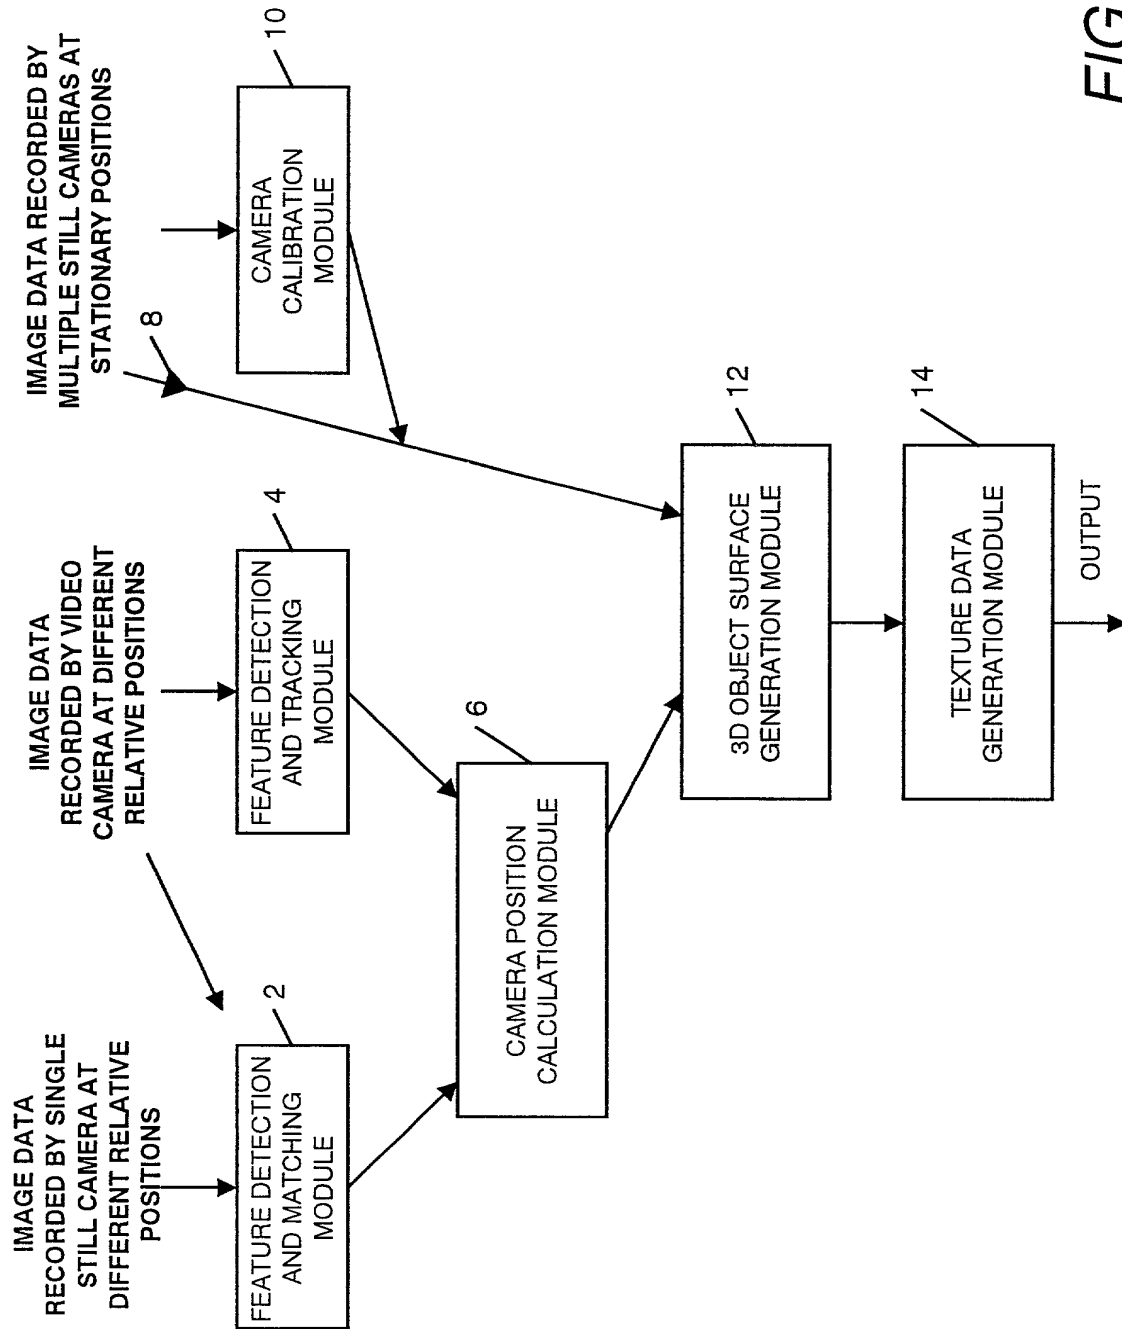 IMAGE DATA
RECORDED BY SINGLE
STILL CAMERA AT
DIFFERENT RELATIVE
POSITIONS
IMAGE DATA
RECORDED BY VIDEO
CAMERA AT DIFFERENT
RELATIVE POSITIONS
IMAGE DATA RECORDED BY
MULTIPLE STILL CAMERAS AT
STATIONARY POSITIONS
8
2
FEATURE DETECTION
AND MATCHING
MODULE
4
FEATURE DETECTION
AND TRACKING
MODULE
10
CAMERA
CALIBRATION
MODULE
6
CAMERA POSITION
CALCULATION MODULE
12
3D OBJECT SURFACE
GENERATION MODULE
14
TEXTURE DATA
GENERATION MODULE
OUTPUT
FIG